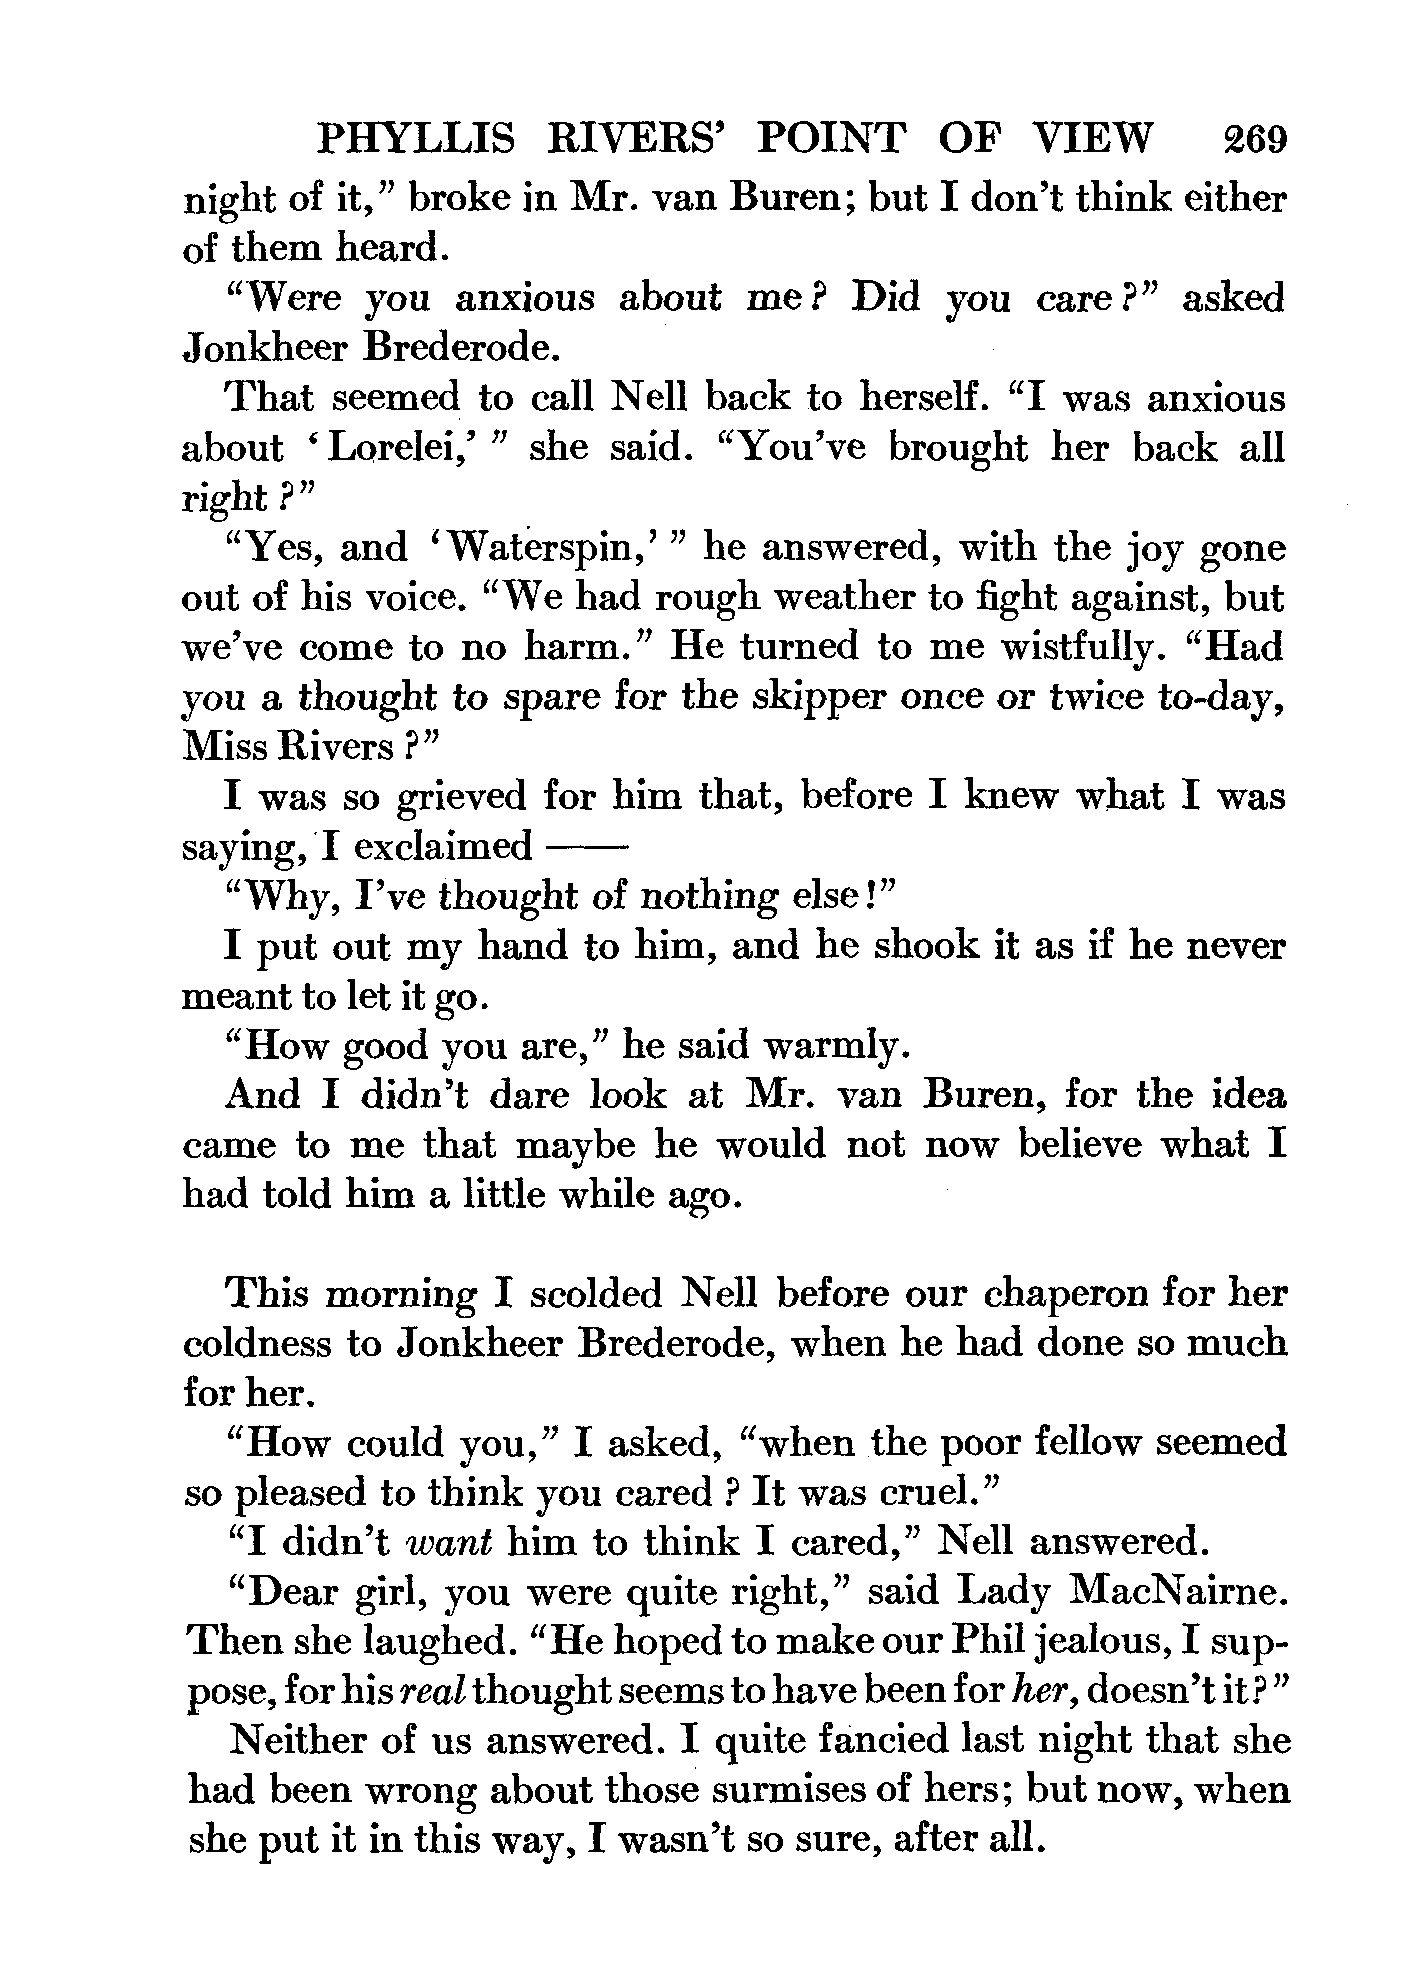 PHYLLIS RIVERS' POINT OF VIEW 269
night of it," broke in Mr. van Buren; but I don't think either
of them heard.
"Were you anxious about me? Did you care?" asked
Jonkheer Brederode.
That seemed to call Nell back to herself. "I was anxious
about 'Lorelei,'" she said. "You've brought her back all
right?"
"Yes, and 'Waterspin,'" he answered, with the joy gone
out of his voice. "We had rough weather to fight against, but
we've come to no harm." He turned to me wistfully. "Had
you a thought to spare for the skipper once or twice to-day,
Miss Rivers?"
I was so grieved for him that, before I knew what I was
saying, I exclaimed ——
"Why, I've thought of nothing else!"
I put out my hand to him, and he shook it as if he never
meant to let it go.
"How good you are," he said warmly.
And I didn't dare look at Mr. van Buren, for the idea
came to me that maybe he would not now believe what I
had told him a little while ago.
This morning I scolded Nell before our chaperon for her
coldness to Jonkheer Brederode, when he had done so much
for her.
"How could you," I asked, "when the poor fellow seemed
so pleased to think you cared? It was cruel."
"I didn't want him to think I cared," Nell answered.
"Dear girl, you were quite right," said Lady MacNairne.
Then she laughed. "He hoped to make our Phil jealous, I sup-
pose, for his real thought seems to have been for her, doesn't it?"
Neither of us answered. I quite fancied last night that she
had been wrong about those surmises of hers; but now, when
she put it in this way, I wasn't so sure, after all.